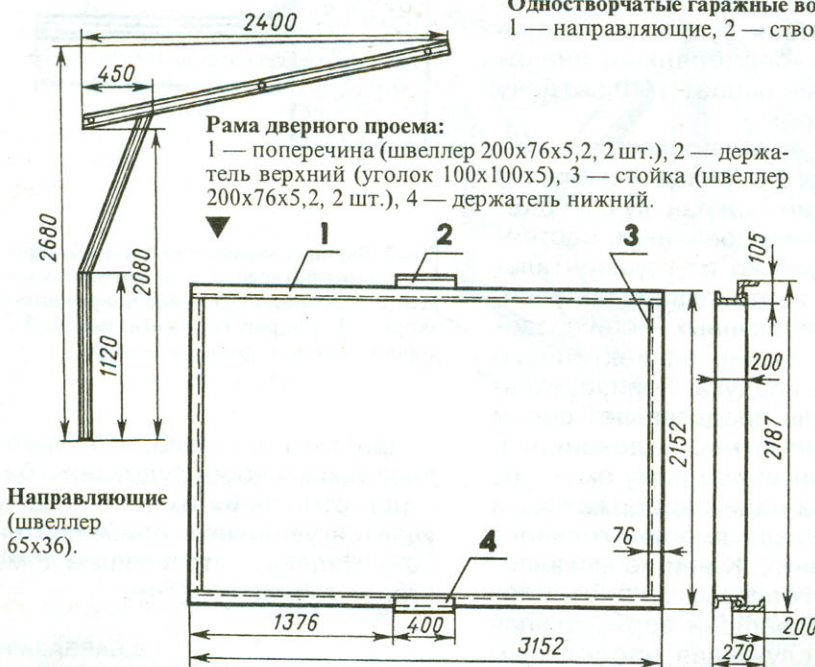 Одностворчатые гаражные во
1 — направляющие, 2 — ство
2400
450
Рама дверного проема:
1 — поперечина (швеллер 200х76х5,2, 2 шт.), 2 — держа-
тель верхний (уголок 100х100х5), 3 — стойка (швеллер
200х76х5,2, 2 шт.), 4 — держатель нижний.
2680
2080
1120
1
2
3
105
200
2187
2152
Направляющие
(швеллер
65х36).
76
4
1376
400
3152
200
270